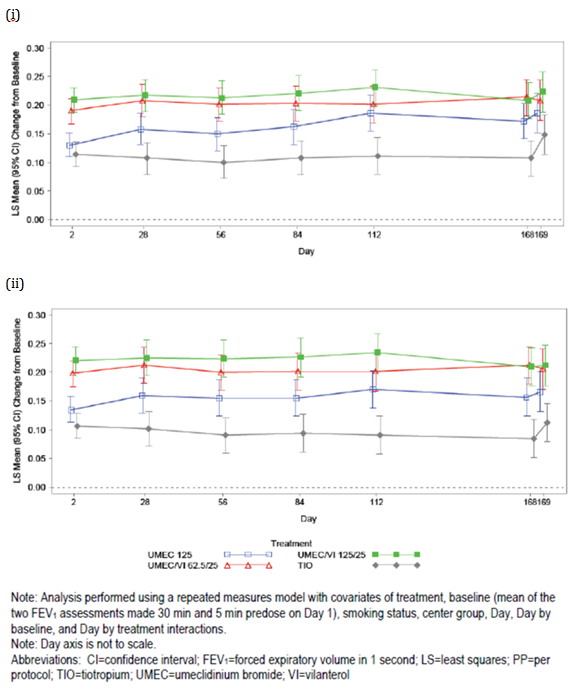 (i)
LS Mean (95% CI) Change from Baseline
0.30
0.25
0.20
0.15
0.10
0.05
0.00
2 28 56 84 112 168169
Day
(ii)
LS Mean (95% CI) Change from Baseline
0.30
0.25
0.20
0.15
0.10
0.05
0.00
2 28 56 84 112 168169
Day
Treatment
UMEC 125 UMEC/VI 125/25
UMEC/VI 62.5/25 TIO
Note: Analysis performed using a repeated measures model with covariates of treatment, baseline (mean of the
two FEV₁ assessments made 30 min and 5 min predose on Day 1), smoking status, center group, Day, Day by
baseline, and Day by treatment interactions.
Note: Day axis is not to scale.
Abbreviations: CI=confidence interval; FEV₁=forced expiratory volume in 1 second; LS=least squares; PP=per
protocol; TIO=tiotropium; UMEC=umeclidinium bromide; VI=vilanterol